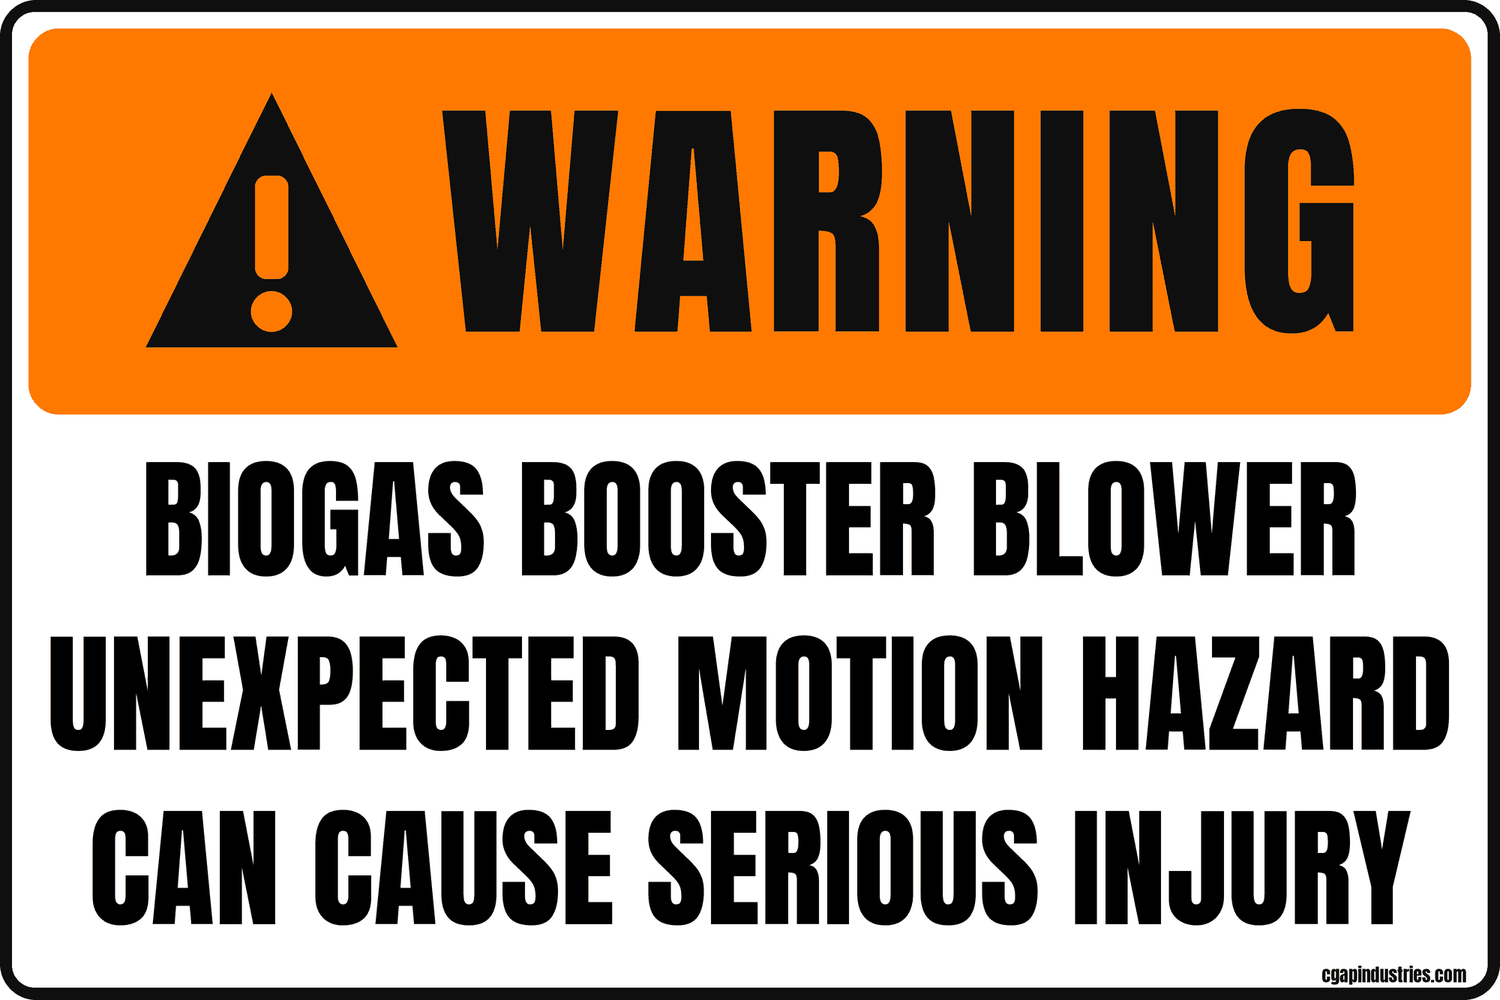 WARNING
BIOGAS BOOSTER BLOWER
UNEXPECTED MOTION HAZARD
CAN CAUSE SERIOUS INJURY
cgapindustries.com